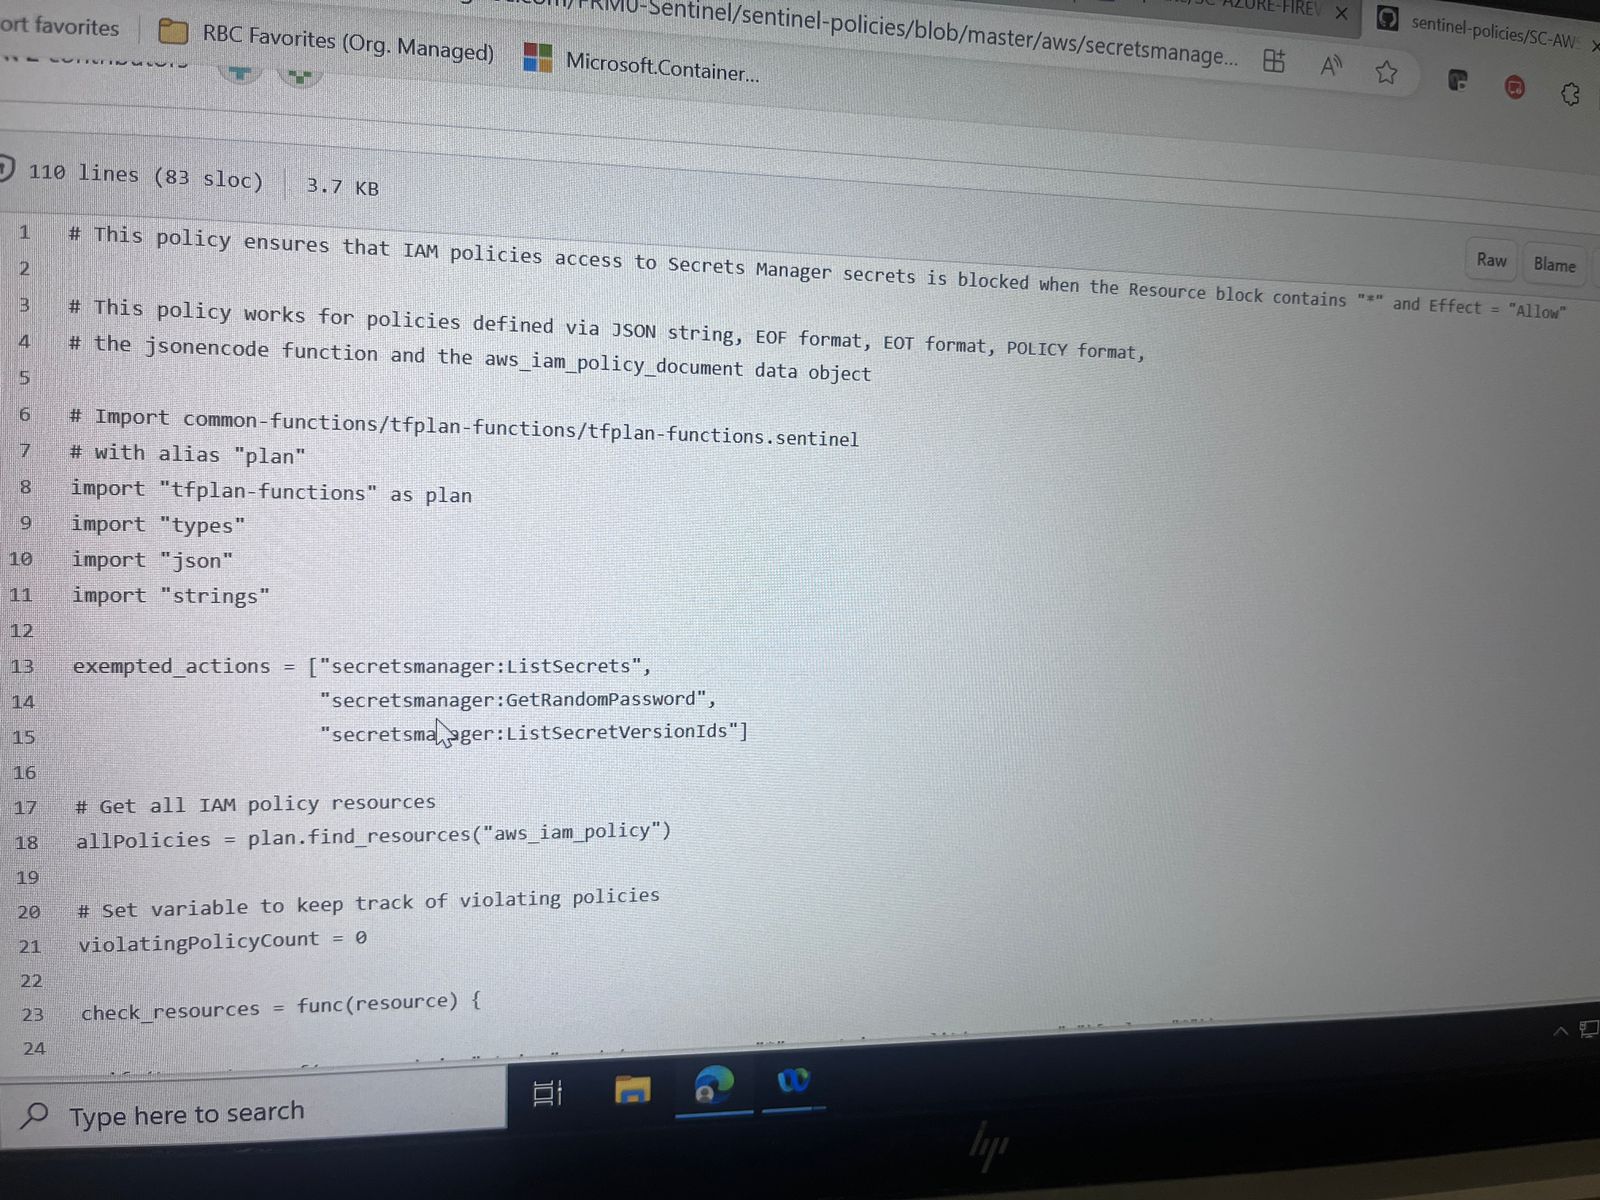 ort favorites
RBC Favorites (Org. Managed)
Microsoft.Container...
-Sentinel/sentinel-policies/blob/master/aws/secretsmanage...
sentinel-policies/SC-AW
110 lines (83 sloc)
3.7 KB
Raw
Blame
1 # This policy ensures that IAM policies access to Secrets Manager secrets is blocked when the Resource block contains "*" and Effect = "Allow"
2
3 # This policy works for policies defined via JSON string, EOF format, EOT format, POLICY format,
4 # the jsonencode function and the aws_iam_policy_document data object
5
6 # Import common-functions/tfplan-functions/tfplan-functions.sentinel
7 # with alias "plan"
8 import "tfplan-functions" as plan
9 import "types"
10 import "json"
11 import "strings"
12
13 exempted_actions = ["secretsmanager:ListSecrets",
14 "secretsmanager:GetRandomPassword",
15 "secretsmanager:ListSecretVersionIds"]
16
17 # Get all IAM policy resources
18 allPolicies = plan.find_resources("aws_iam_policy")
19
20 # Set variable to keep track of violating policies
21 violatingPolicyCount = 0
22
23 check_resources = func(resource) {
24
Type here to search
hp